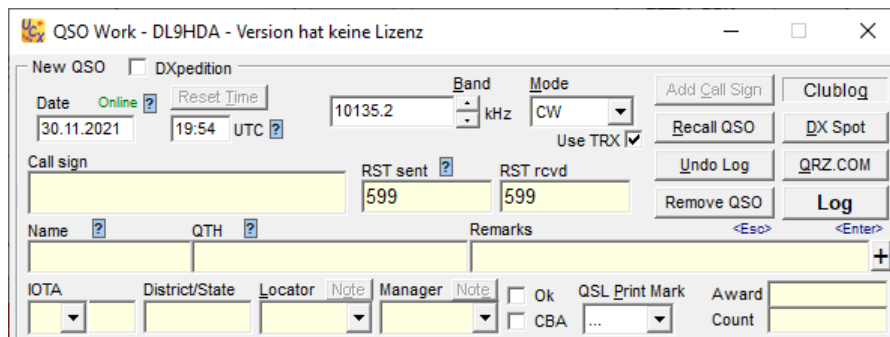 UCX QSO Work - DL9HDA - Version hat keine Lizenz
New QSO DXpedition
Date Online ? Reset Time Band Mode Add Call Sign Clublog
30.11.2021 19:54 UTC ? 10135.2 kHz CW
Use TRX Recall QSO DX Spot
Call sign RST sent ? RST rcvd Undo Log QRZ.COM
599 599 Remove QSO Log
Name ? QTH ? Remarks <Esc> <Enter>
+
IOTA District/State Locator Note Manager Note Ok QSL Print Mark Award
CBA ... Count